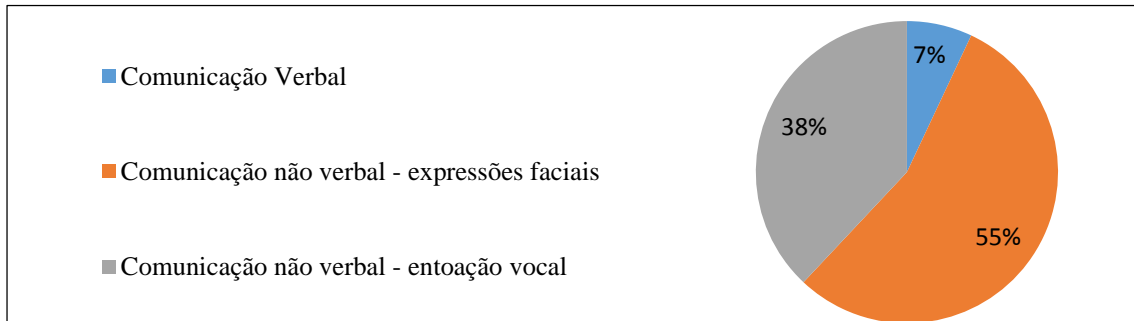 Comunicação Verbal
Comunicação não verbal - expressões faciais
Comunicação não verbal - entoação vocal
7%
38%
55%